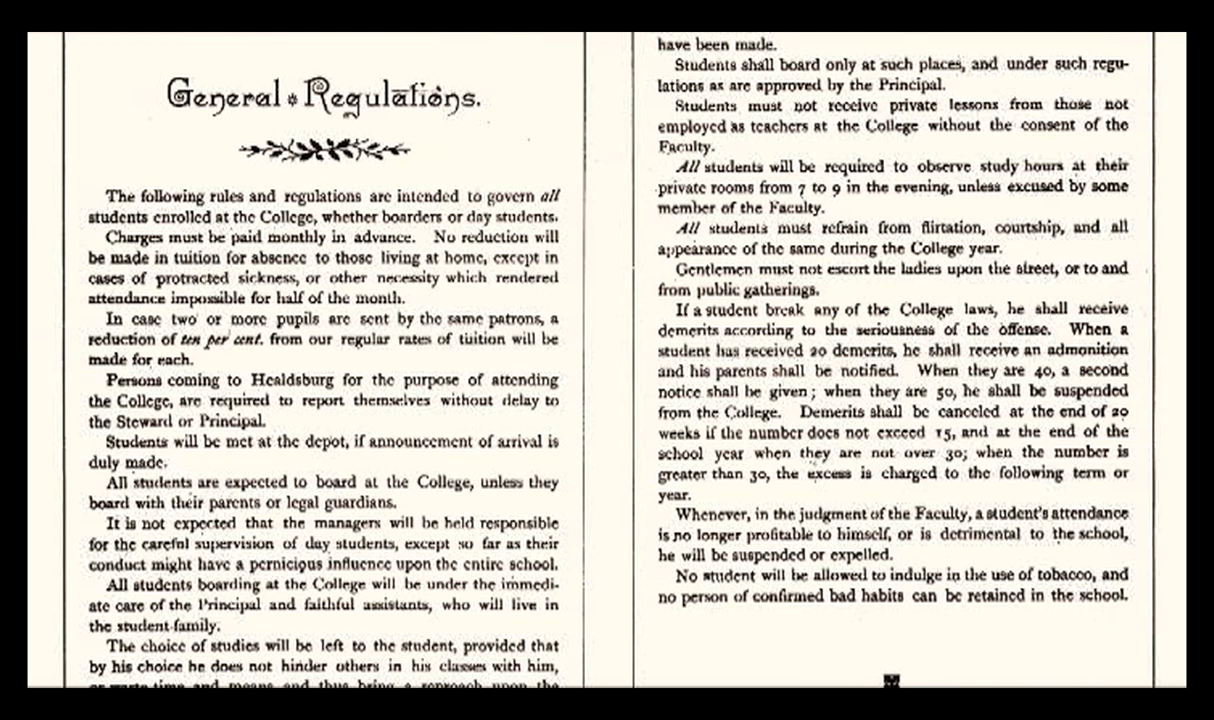 General Regulations.
The following rules and regulations are intended to govern all
students enrolled at the College, whether boarders or day students.
Charges must be paid monthly in advance. No reduction will
be made in tuition for absence to those living at home, except in
cases of protracted sickness, or other necessity which rendered
attendance impossible for half of the month.
In case two or more pupils are sent by the same patrons, a
reduction of ten per cent. from our regular rates of tuition will be
made for each.
Persons coming to Healdsburg for the purpose of attending
the College, are required to report themselves without delay to
the Steward or Principal.
Students will be met at the depot, if announcement of arrival is
duly made.
All students are expected to board at the College, unless they
board with their parents or legal guardians.
It is not expected that the managers will be held responsible
for the careful supervision of day students, except so far as their
conduct might have a pernicious influence upon the entire school.
All students boarding at the College will be under the immedi-
ate care of the Principal and faithful assistants, who will live in
the student family.
The choice of studies will be left to the student, provided that
by his choice he does not hinder others in his classes with him,
or waste time and means and thus bring a reproach upon the
have been made.
Students shall board only at such places, and under such regu-
lations as are approved by the Principal.
Students must not receive private lessons from those not
employed as teachers at the College without the consent of the
Faculty.
All students will be required to observe study hours at their
private rooms from 7 to 9 in the evening, unless excused by some
member of the Faculty.
All students must refrain from flirtation, courtship, and all
appearance of the same during the College year.
Gentlemen must not escort the ladies upon the street, or to and
from public gatherings.
If a student break any of the College laws, he shall receive
demerits according to the seriousness of the offense. When a
student has received 20 demerits, he shall receive an admonition
and his parents shall be notified. When they are 40, a second
notice shall be given; when they are 50, he shall be suspended
from the College. Demerits shall be canceled at the end of 20
weeks if the number does not exceed 15, and at the end of the
school year when they are not over 30; when the number is
greater than 30, the excess is charged to the following term or
year.
Whenever, in the judgment of the Faculty, a student's attendance
is no longer profitable to himself, or is detrimental to the school,
he will be suspended or expelled.
No student will be allowed to indulge in the use of tobacco, and
no person of confirmed bad habits can be retained in the school.